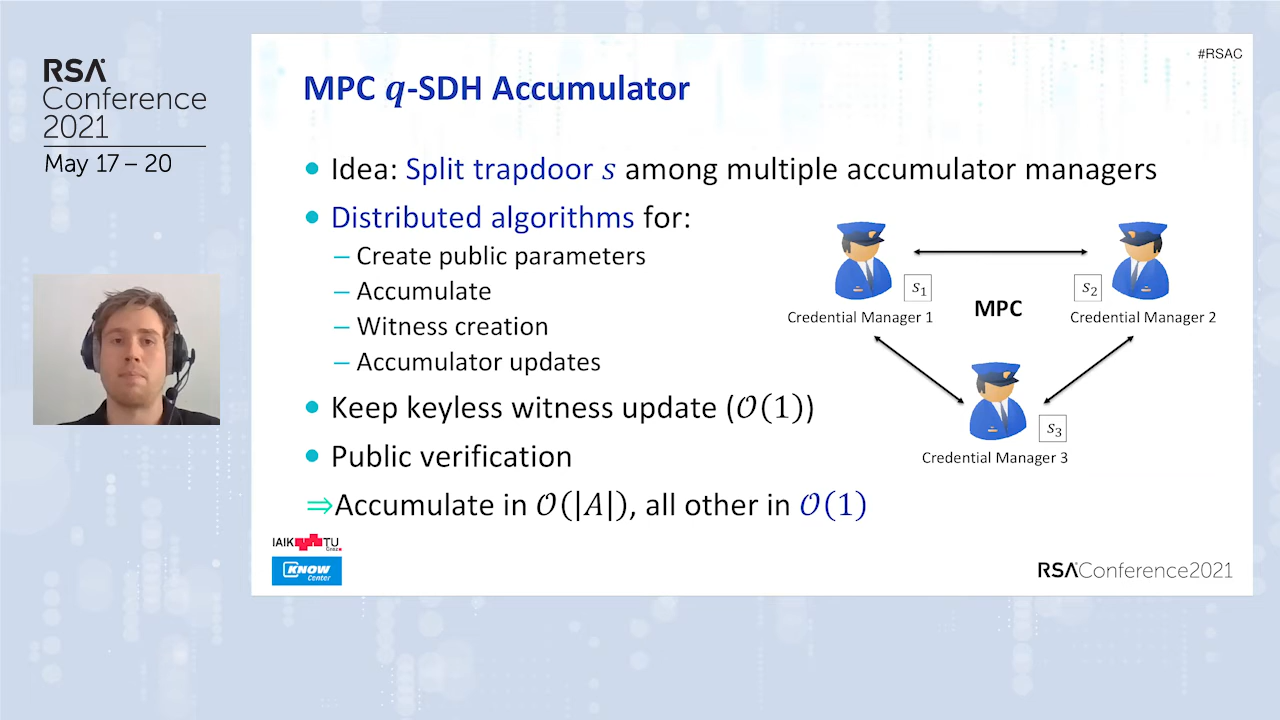 RSA
Conference
2021
May 17 – 20
#RSAC
MPC q-SDH Accumulator
• Idea: Split trapdoor s among multiple accumulator managers
• Distributed algorithms for:
– Create public parameters
– Accumulate
– Witness creation
– Accumulator updates
• Keep keyless witness update (𝒪(1))
• Public verification
⇒Accumulate in 𝒪(|A|), all other in 𝒪(1)
s₁
s₂
Credential Manager 1
MPC
Credential Manager 2
s₃
Credential Manager 3
IAIK TU
Graz
KNOW
Center
RSAConference2021